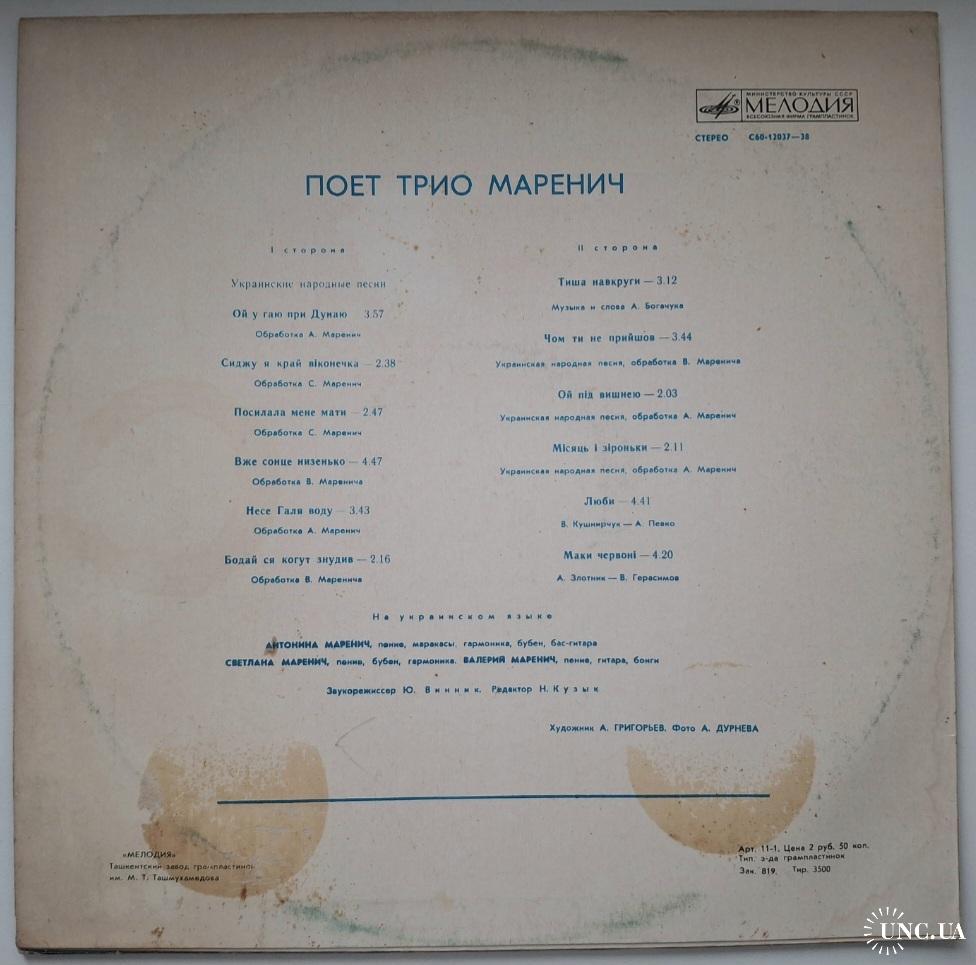 МИНИСТЕРСТВО КУЛЬТУРЫ СССР
МЕЛОДИЯ
ВСЕСОЮЗНАЯ ФИРМА ГРАМПЛАСТИНОК
СТЕРЕО С60-12037—38
ПОЕТ ТРИО МАРЕНИЧ
I сторона
Украинские народные песни
Ой у гаю при Дунаю 3.57
Обработка А. Маренич
Сиджу я край віконечка — 2.38
Обработка С. Маренич
Посилала мене мати — 2.47
Обработка С. Маренич
Вже сонце низенько — 4.47
Обработка В. Маренича
Несе Галя воду — 3.43
Обработка А. Маренич
Бодай ся когут знудив — 2.16
Обработка В. Маренича
II сторона
Тиша навкруги — 3.12
Музыка и слова А. Богачука
Чом ти не прийшов — 3.44
Украинская народная песня, обработка В. Маренича
Ой під вишнею — 2.03
Украинская народная песня, обработка А. Маренич
Місяць і зіроньки — 2.11
Украинская народная песня, обработка А. Маренич
Люби — 4.41
В. Кушнирчук — А. Певко
Маки червоні — 4.20
А. Злотник — В. Герасимов
На украинском языке
АНТОНИНА МАРЕНИЧ, пение, маракасы, гармоника, бубен, бас-гитара
СВЕТЛАНА МАРЕНИЧ, пение, бубен, гармоника. ВАЛЕРИЙ МАРЕНИЧ, пение, гитара, бонги
Звукорежиссер Ю. Винник. Редактор Н. Кузык
Художник А. ГРИГОРЬЕВ. Фото А. ДУРНЕВА
«МЕЛОДИЯ»
Ташкентский завод грампластинок
им. М. Т. Ташмухамедова
Арт. 11-1. Цена 2 руб. 50 коп.
Тип. з-да грампластинок
Зак. 819. Тир. 3500
UNC.UA